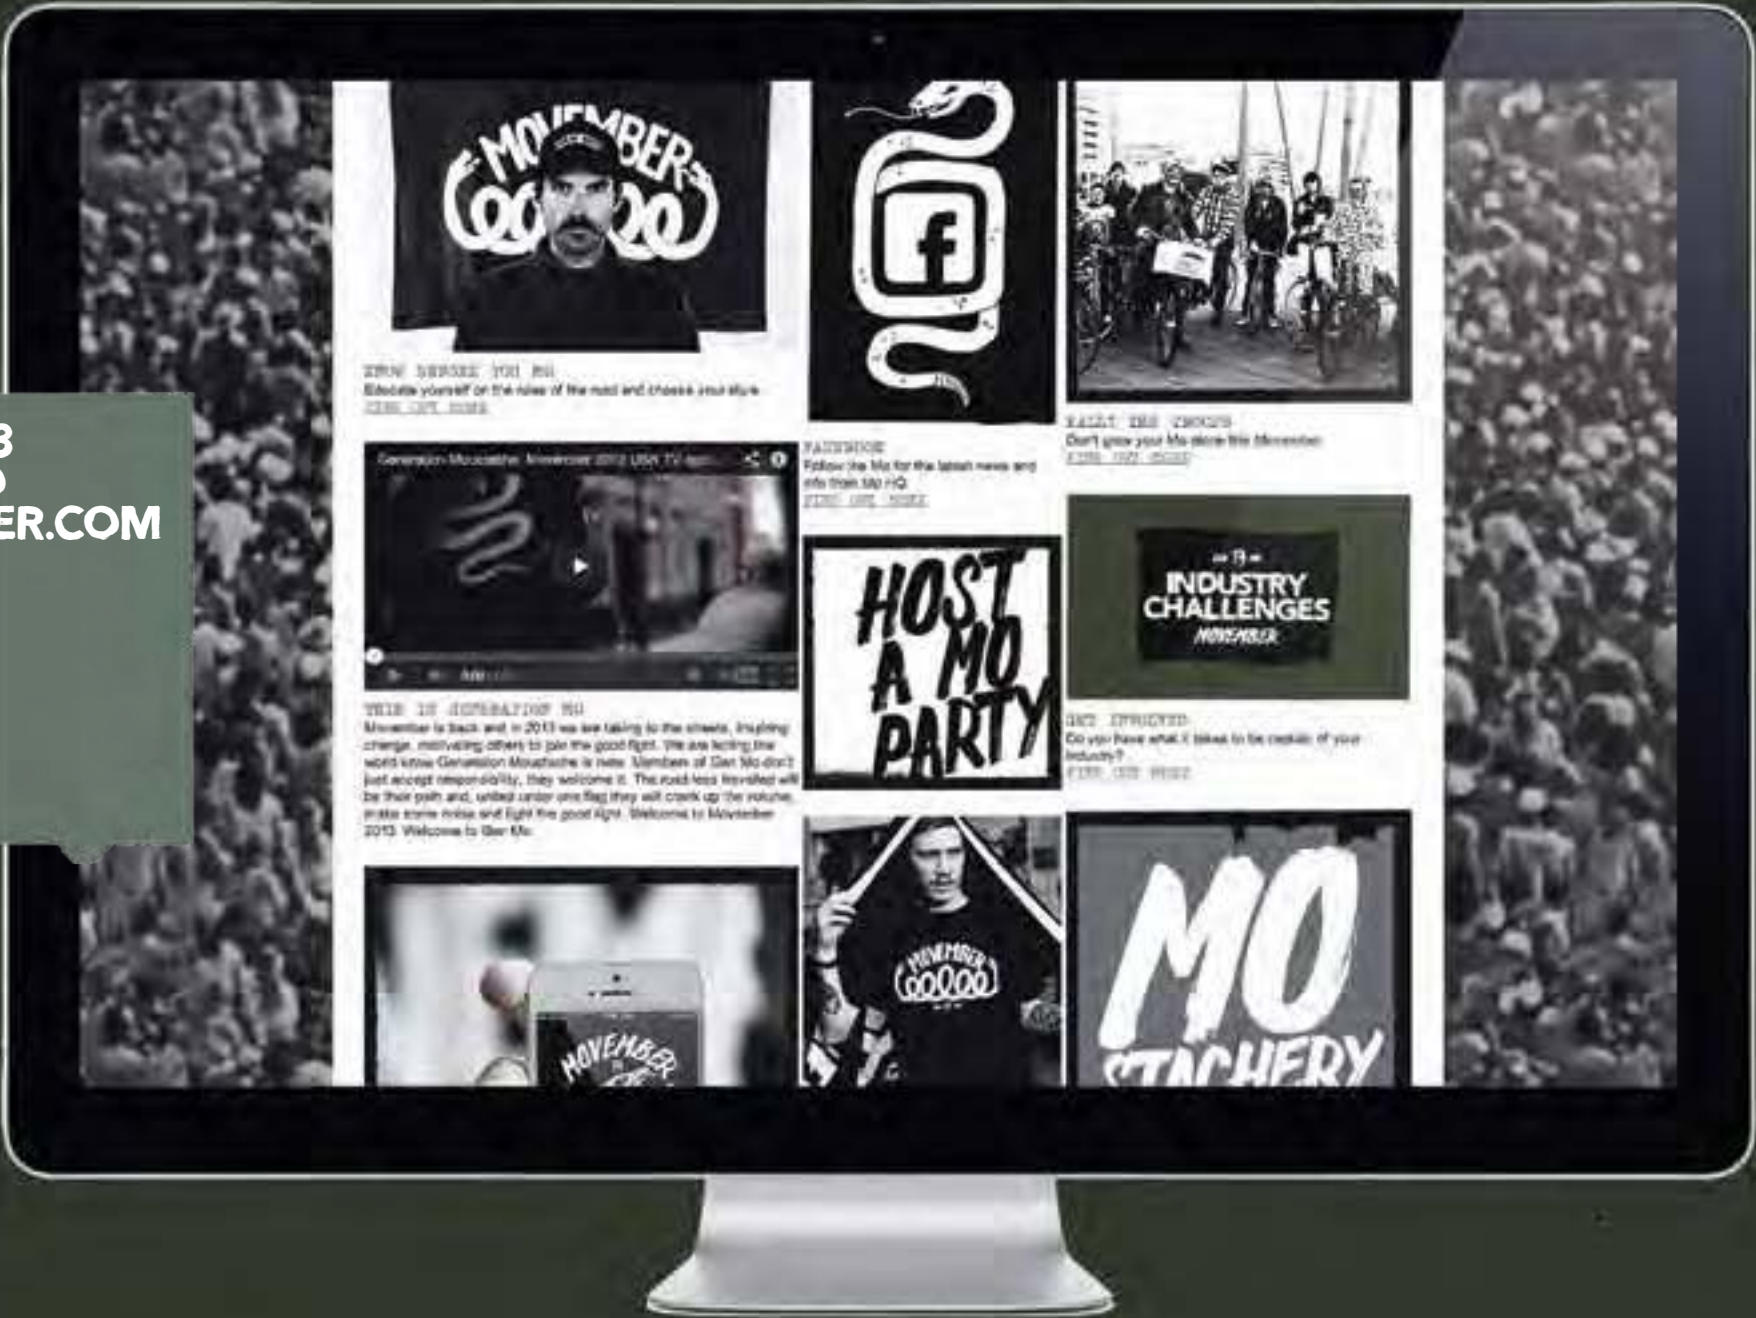 3
ER.COM
MOVEMBER
KNOW BEFORE YOU MO
Educate yourself on the rules of the road and choose your style
FIND OUT MORE
Generation Moustache: Movember 2013 USA TV
THIS IS GENERATION MO
Movember is back and in 2013 we are taking to the streets, inspiring
change, motivating others to join the good fight. We are letting the
world know Generation Moustache is now. Members of Gen Mo don't
just accept responsibility, they welcome it. The road less travelled will
be their path and, united under one flag they will crank up the volume,
make some noise and fight the good fight. Welcome to Movember
2013. Welcome to Gen Mo.
MOVEMBER
f
FACEBOOK
Follow the Mo for the latest news and
info from Mo HQ
FIND OUT MORE
HOST
A MO
PARTY
MOVEMBER
RALLY THE TROOPS
Don't grow your Mo alone this Movember
FIND OUT MORE
INDUSTRY
CHALLENGES
MOVEMBER
GET INVOLVED
Do you have what it takes to be captain of your
industry?
FIND OUT MORE
MO
STACHERY